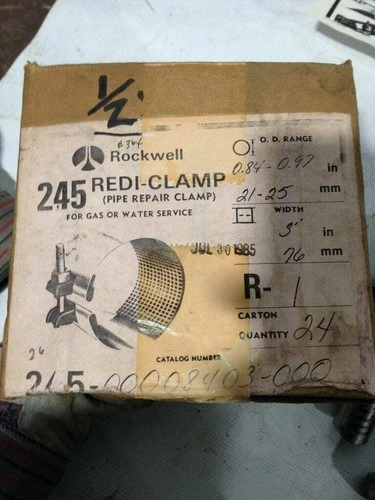 1/2"
Rockwell
245 REDI-CLAMP
(PIPE REPAIR CLAMP)
FOR GAS OR WATER SERVICE
O. D. RANGE
0.84-0.97 in
21-25 mm
WIDTH
3" in
76 mm
JUL 30 1985
R-1
CARTON
QUANTITY 24
26
CATALOG NUMBER
245-00008403-000